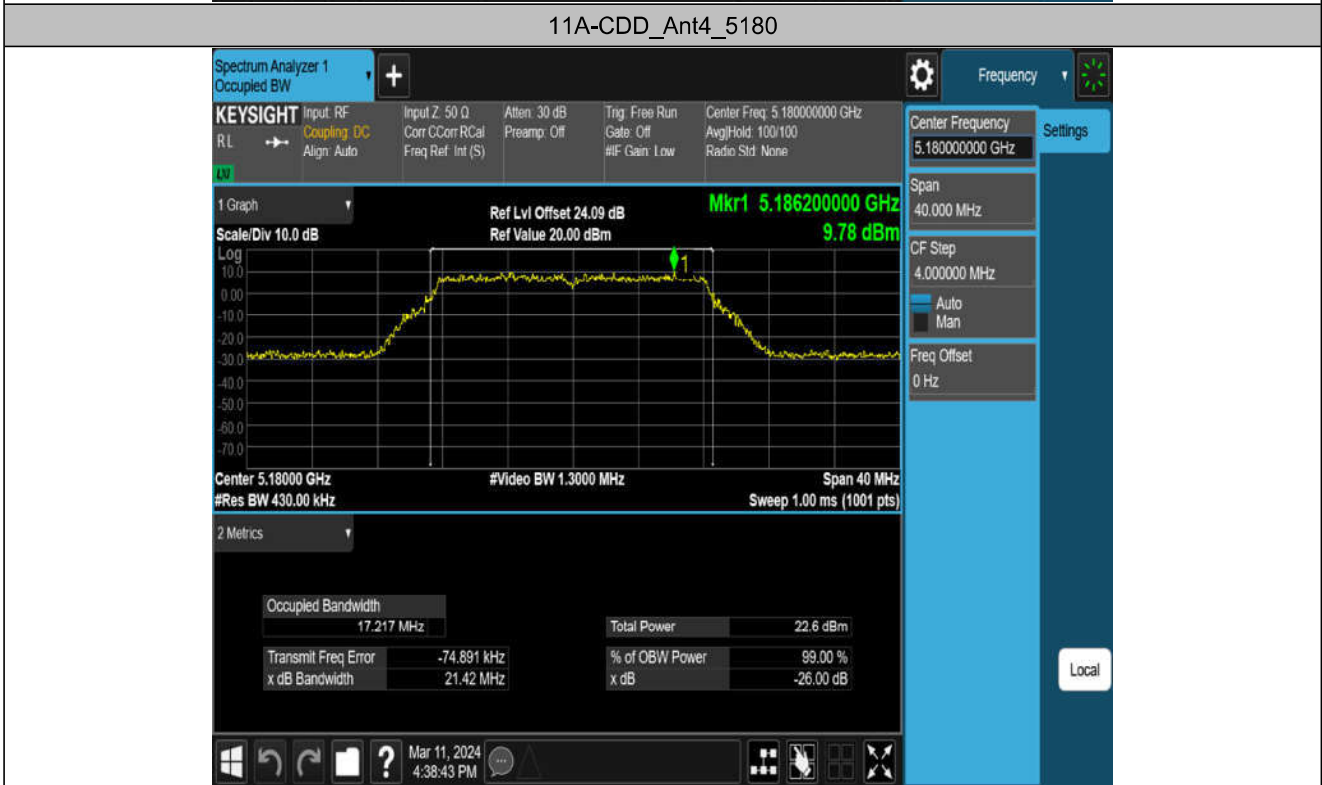 11A-CDD_Ant4_5180
Spectrum Analyzer 1
Occupied BW
+
Frequency
KEYSIGHT
RL
LXI
Input: RF
Coupling: DC
Align: Auto
Input Z: 50 Ω
Corr CCorr RCal
Freq Ref: Int (S)
Atten: 30 dB
Preamp: Off
Trig: Free Run
Gate: Off
#IF Gain: Low
Center Freq: 5.180000000 GHz
Avg|Hold: 100/100
Radio Std: None
Center Frequency
5.180000000 GHz
Settings
Span
40.000 MHz
CF Step
4.000000 MHz
Auto
Man
Freq Offset
0 Hz
Local
1 Graph
Scale/Div 10.0 dB
Ref Lvl Offset 24.09 dB
Ref Value 20.00 dBm
Mkr1 5.186200000 GHz
9.78 dBm
Log
10.0
0.00
-10.0
-20.0
-30.0
-40.0
-50.0
-60.0
-70.0
1
Center 5.18000 GHz
#Res BW 430.00 kHz
#Video BW 1.3000 MHz
Span 40 MHz
Sweep 1.00 ms (1001 pts)
2 Metrics
Occupied Bandwidth
17.217 MHz
Total Power 22.6 dBm
Transmit Freq Error -74.891 kHz % of OBW Power 99.00 %
x dB Bandwidth 21.42 MHz x dB -26.00 dB
?
Mar 11, 2024
4:38:43 PM